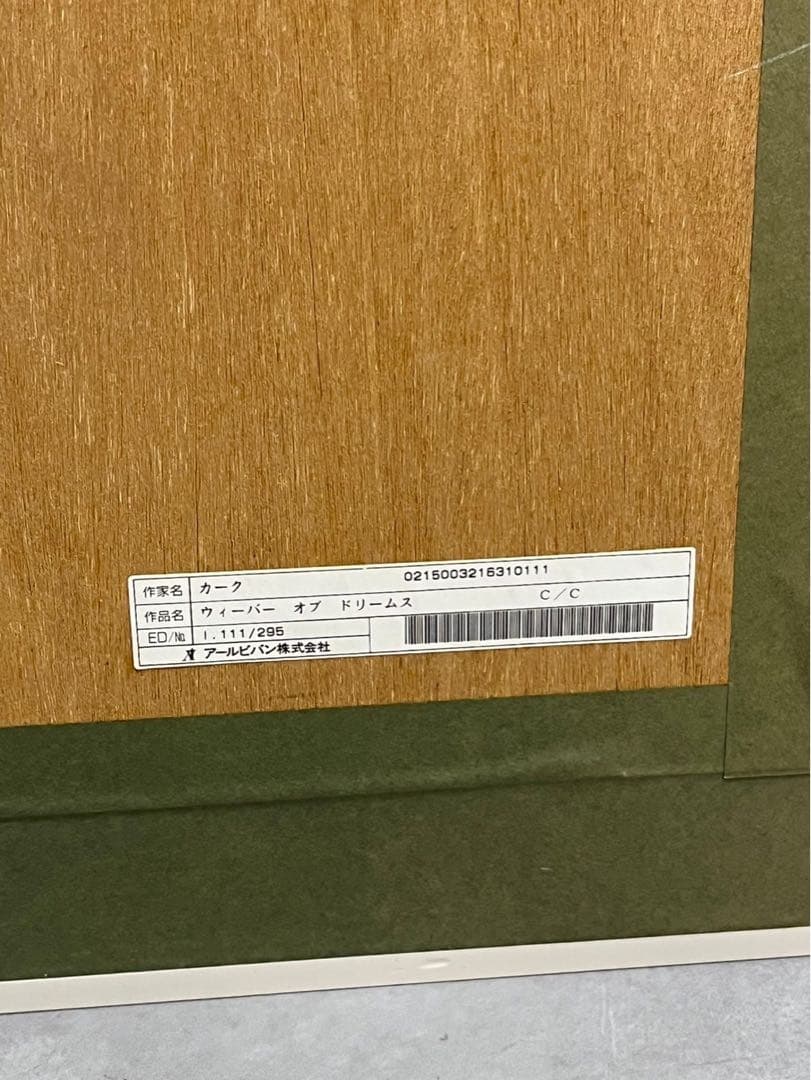 作家名 カーク 0215003216310111
作品名 ウィーバー オブ ドリームス C/C
ED/№ I.111/295
アールビバン株式会社